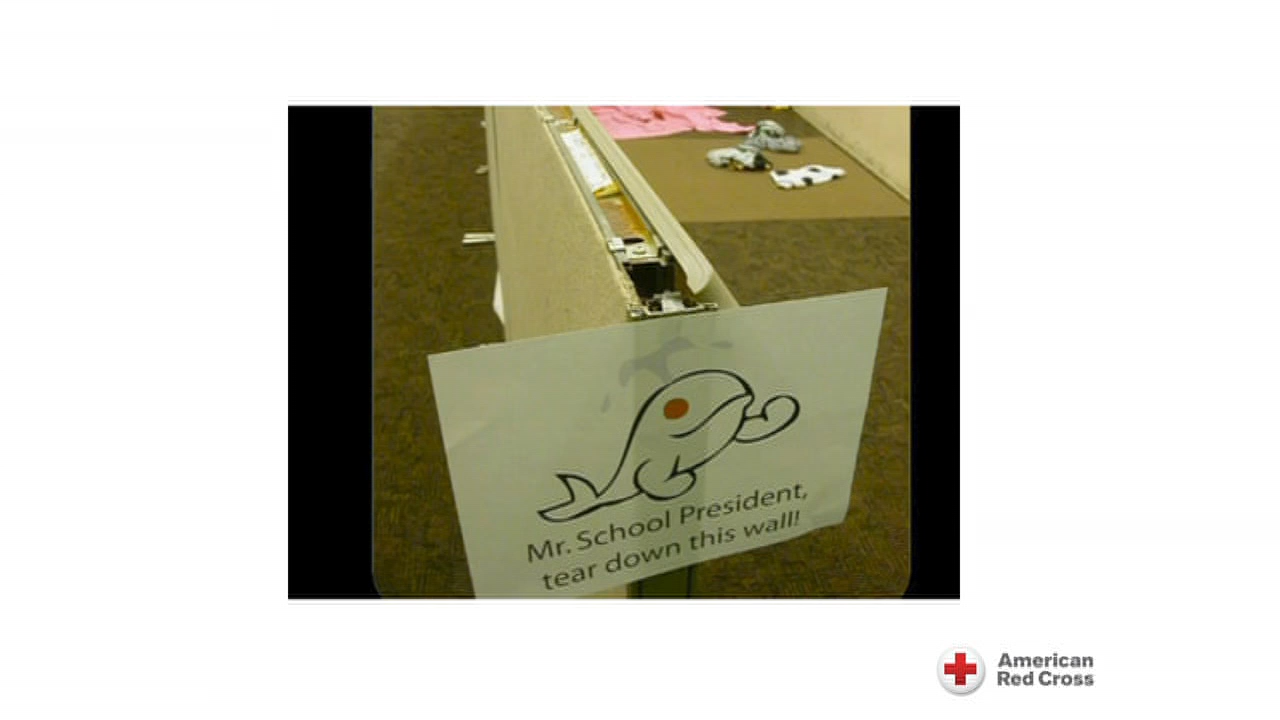 Mr. School President,
tear down this wall!
American
Red Cross